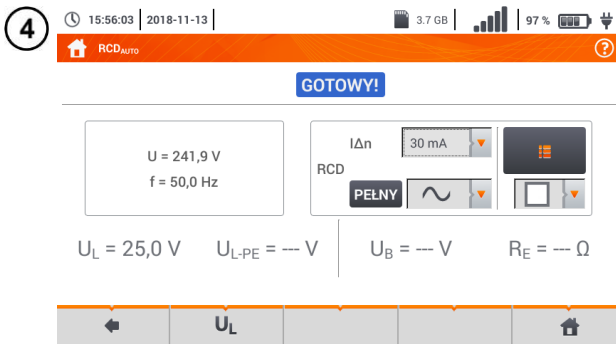 4
15:56:03 2018-11-13 3.7 GB 97 %
RCDAUTO ?
GOTOWY!
U = 241,9 V
f = 50,0 Hz
IΔn 30 mA
RCD
PEŁNY
UL = 25,0 V UL-PE = --- V UB = --- V RE = --- Ω
UL